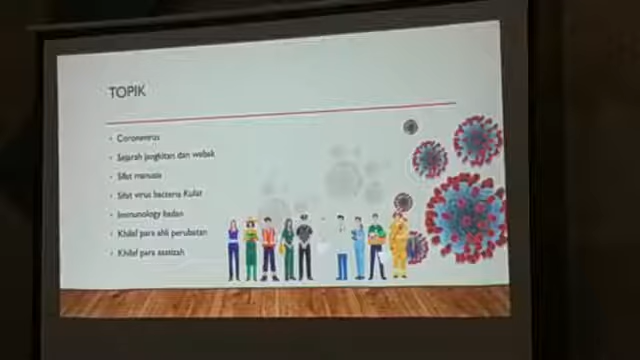 TOPIK
Coronavirus
Sejarah jangkitan dan wabak
Sifat manusia
Sifat virus bacteria Kulat
Immunology badan
Khilaf para ahli perubatan
Khilaf para asatizah